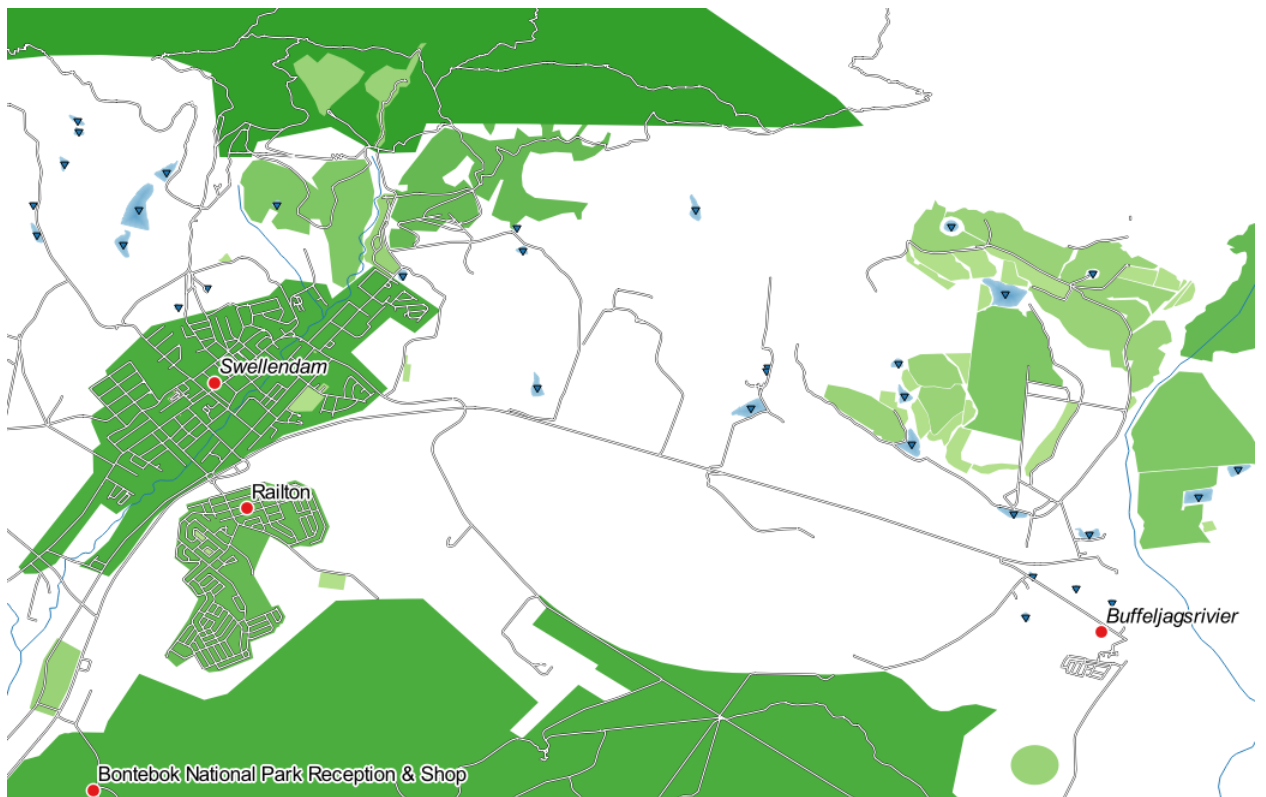 Swellendam
Railton
Buffeljagsrivier
Bontebok National Park Reception & Shop